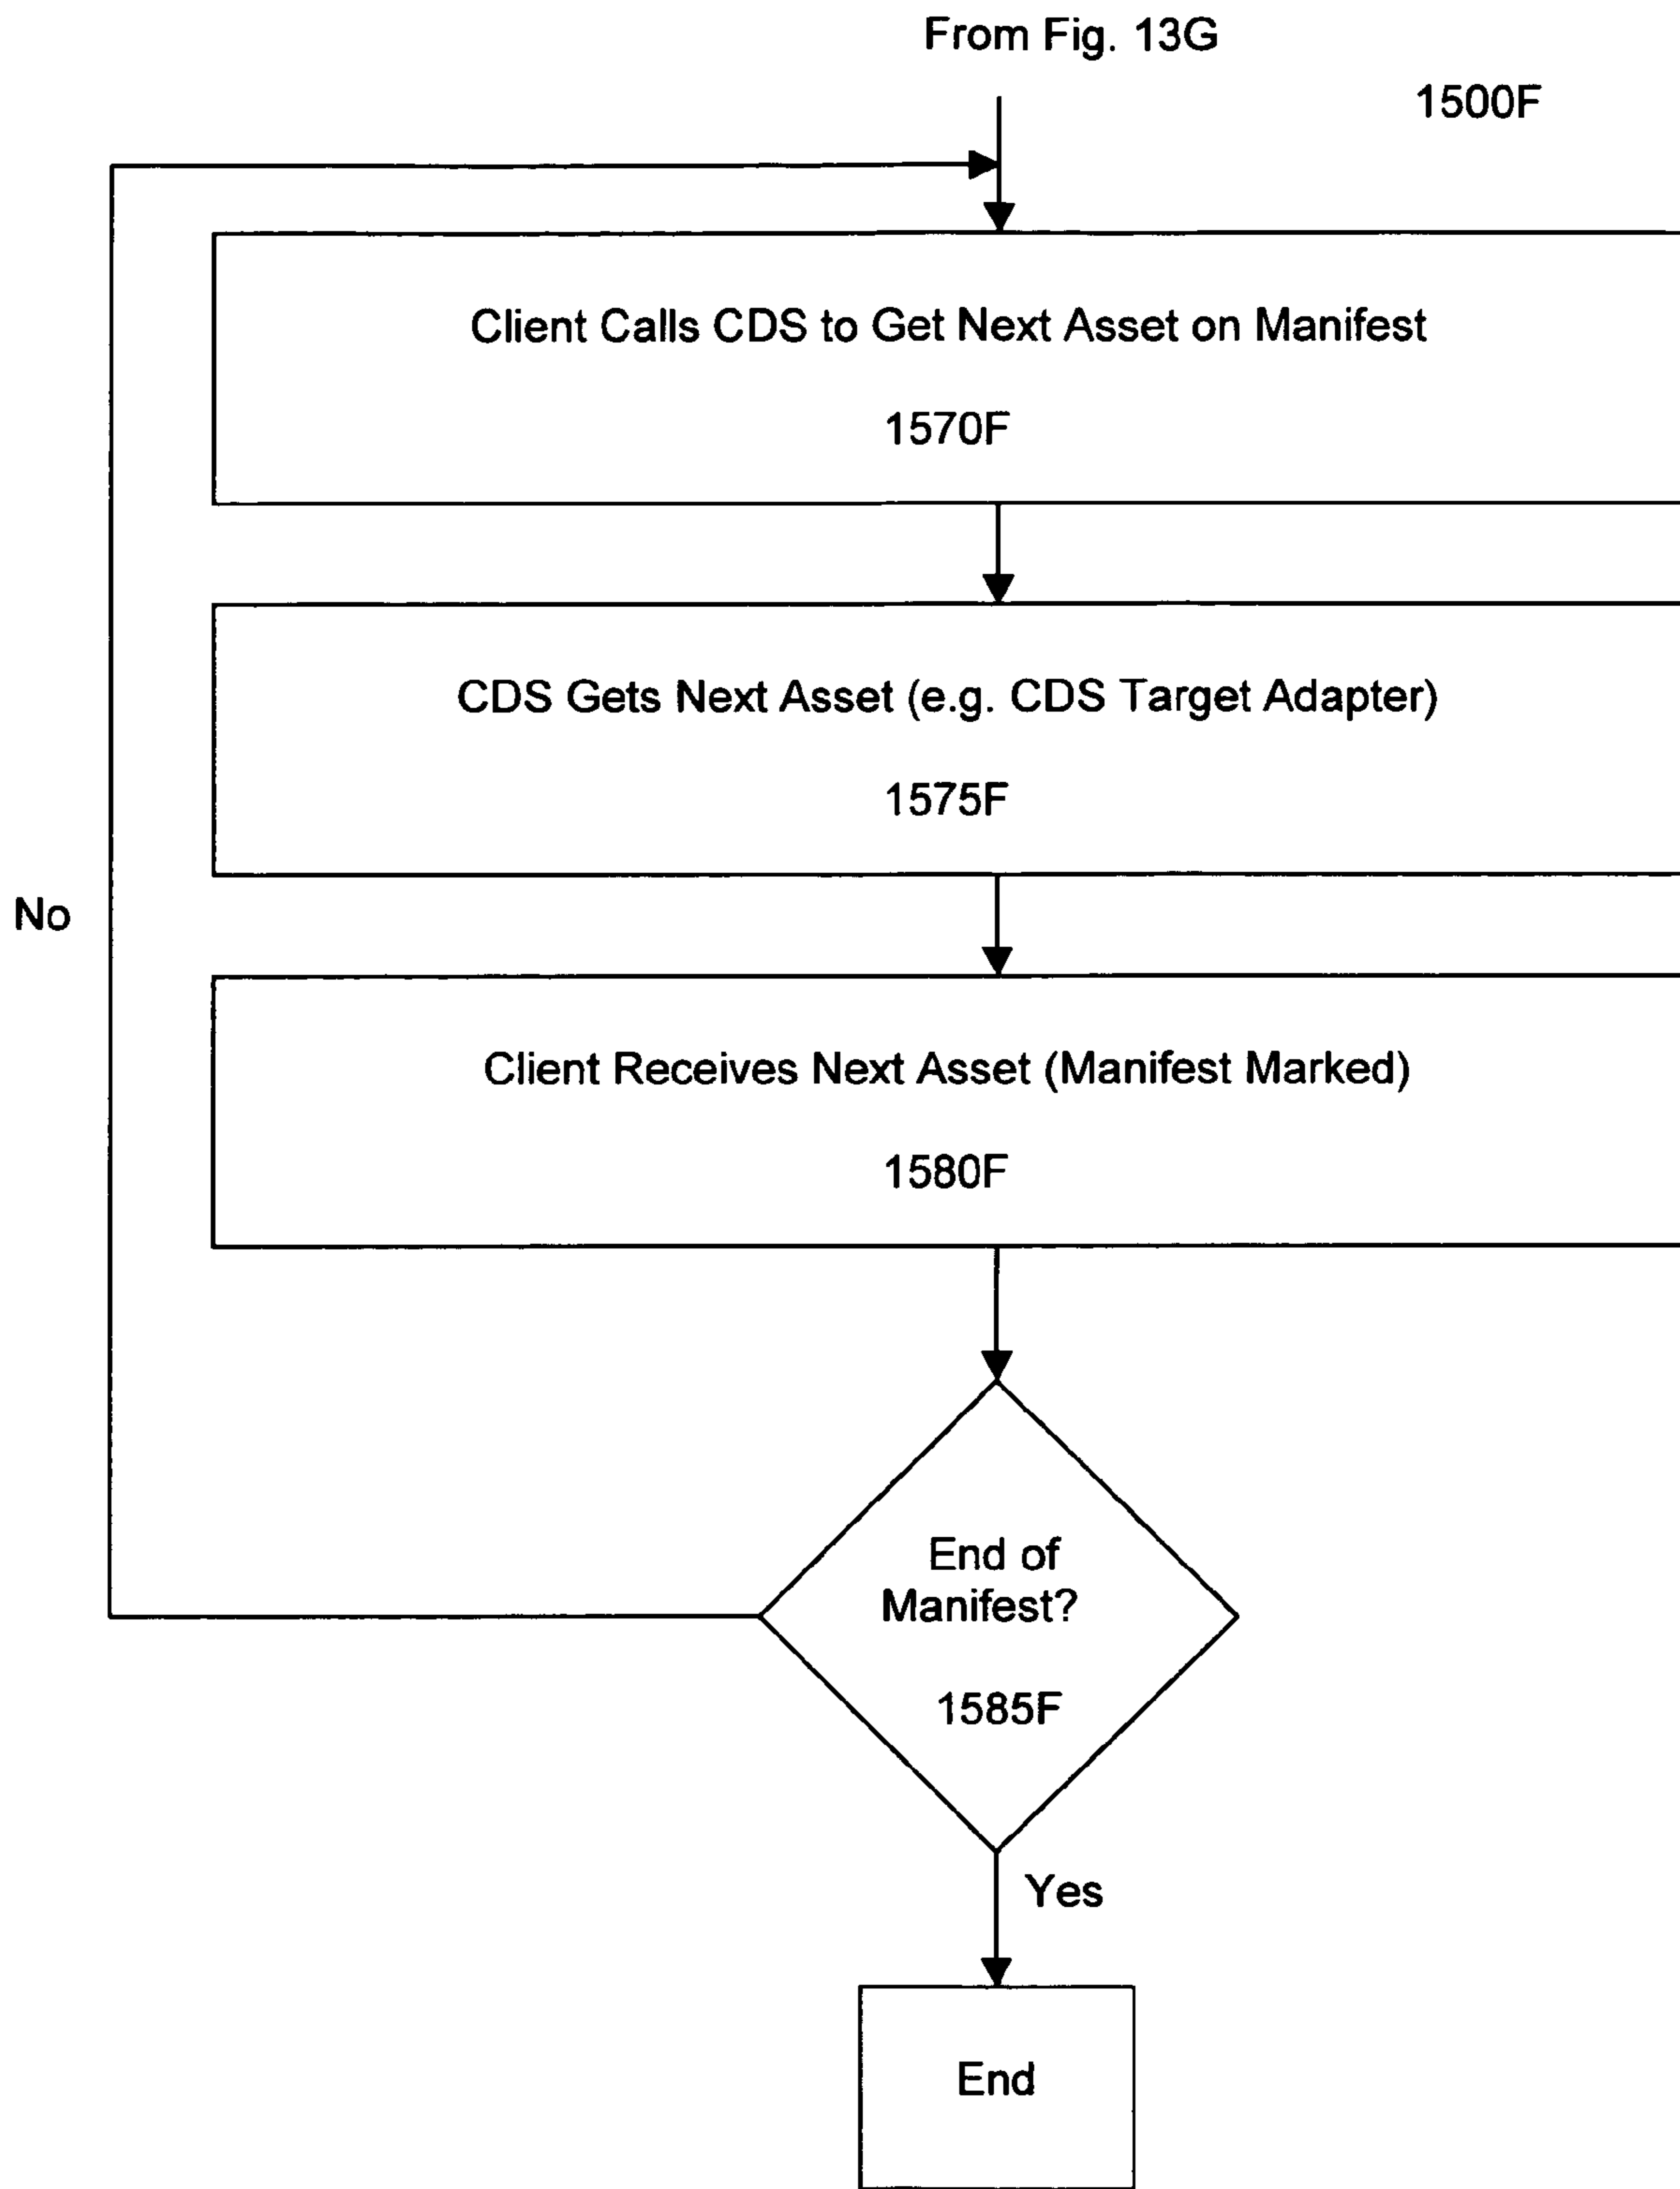 From Fig. 13G
1500F
Client Calls CDS to Get Next Asset on Manifest
1570F
CDS Gets Next Asset (e.g. CDS Target Adapter)
1575F
No
Client Receives Next Asset (Manifest Marked)
1580F
End of
Manifest?
1585F
Yes
End